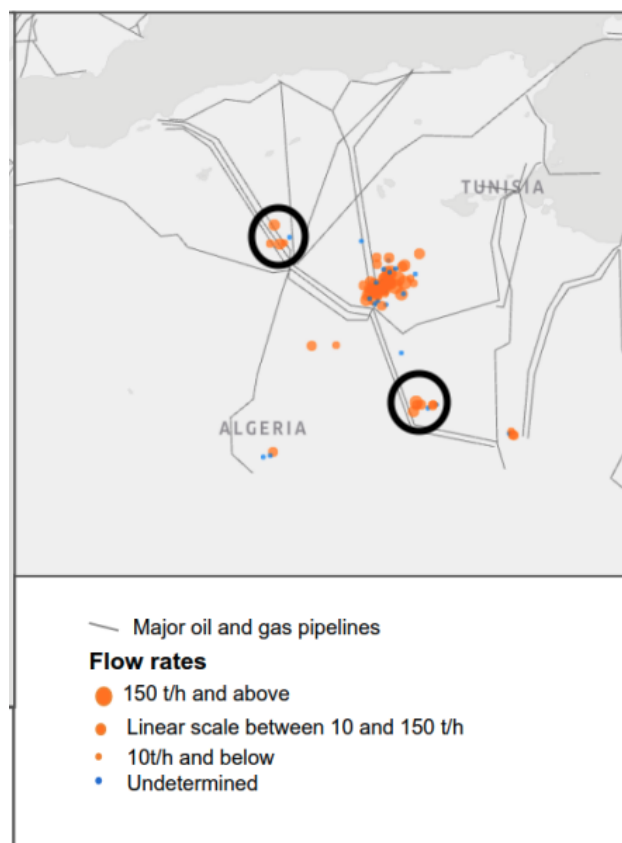 TUNISIA
ALGERIA
Major oil and gas pipelines
Flow rates
150 t/h and above
Linear scale between 10 and 150 t/h
10t/h and below
Undetermined